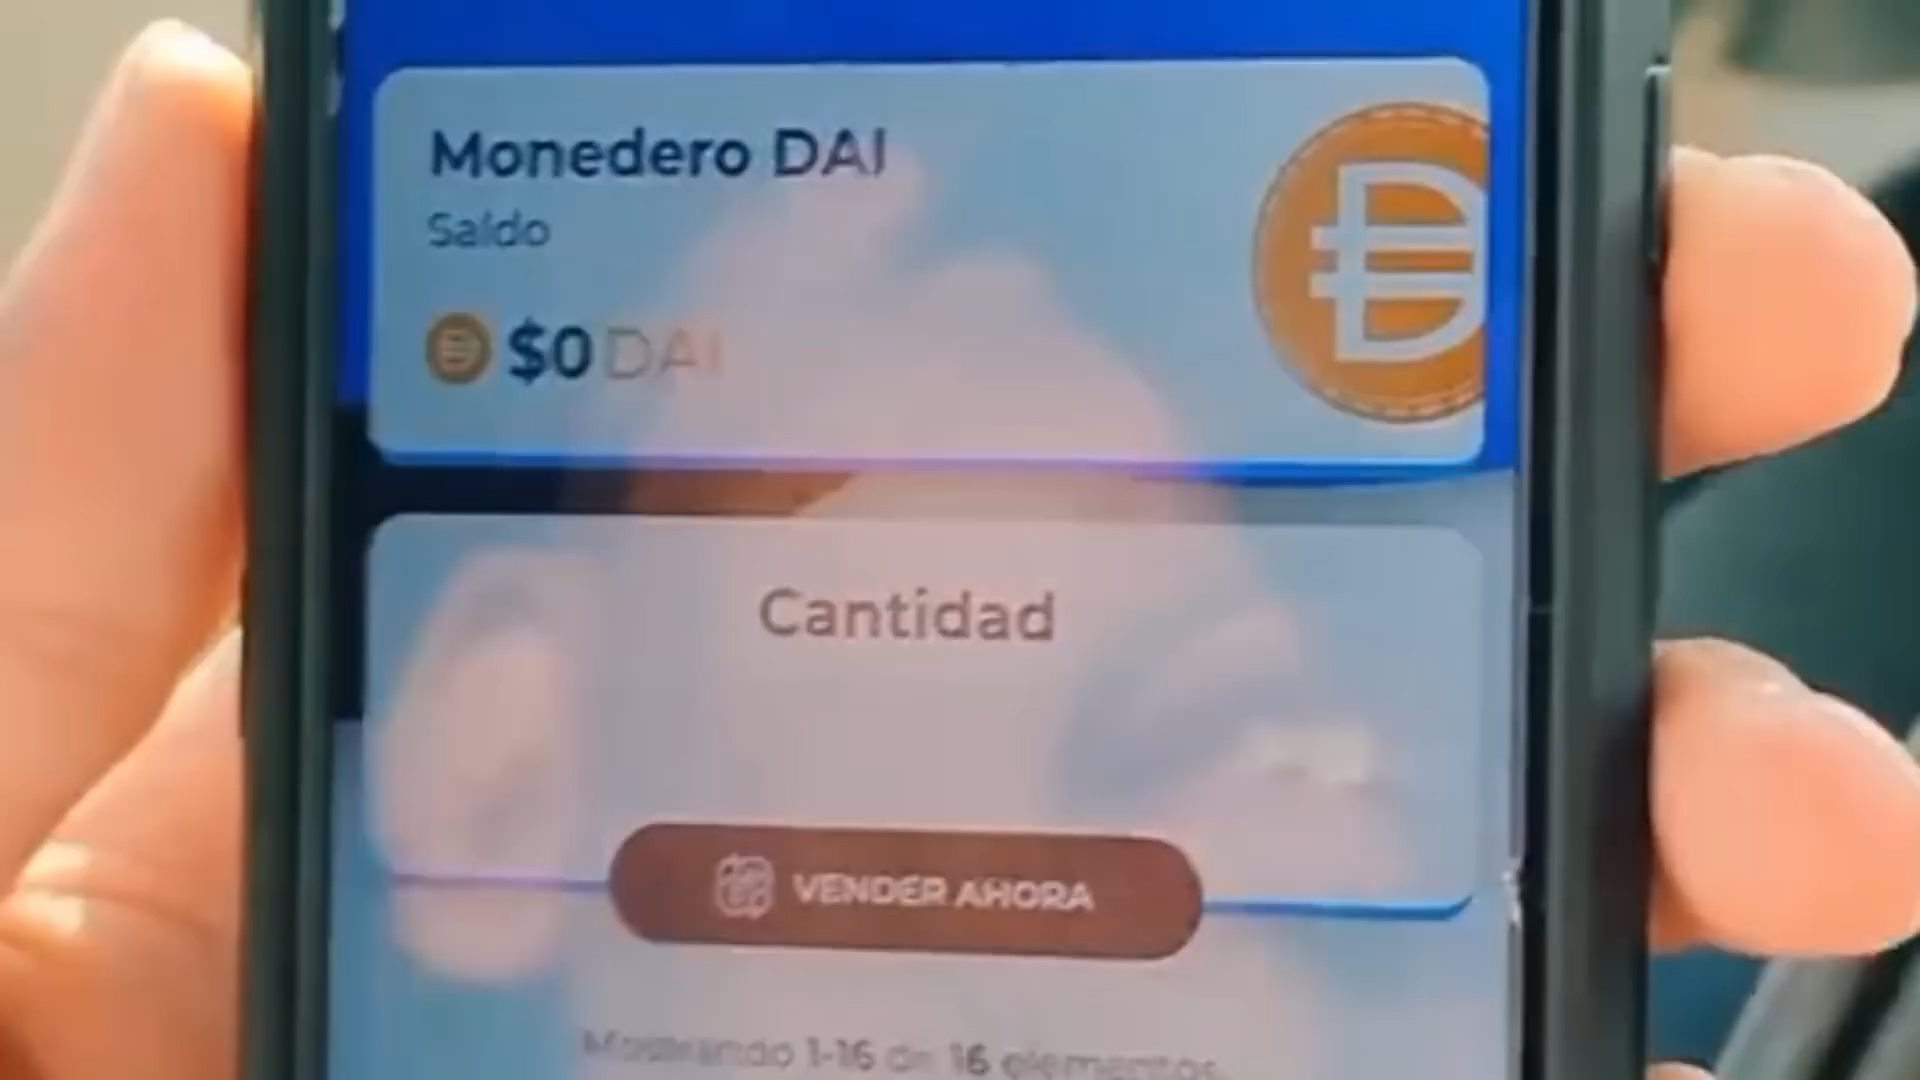 Monedero DAI
Saldo
$0 DAI
Cantidad
VENDER AHORA
Mostrando 1-16 de 16 elementos.